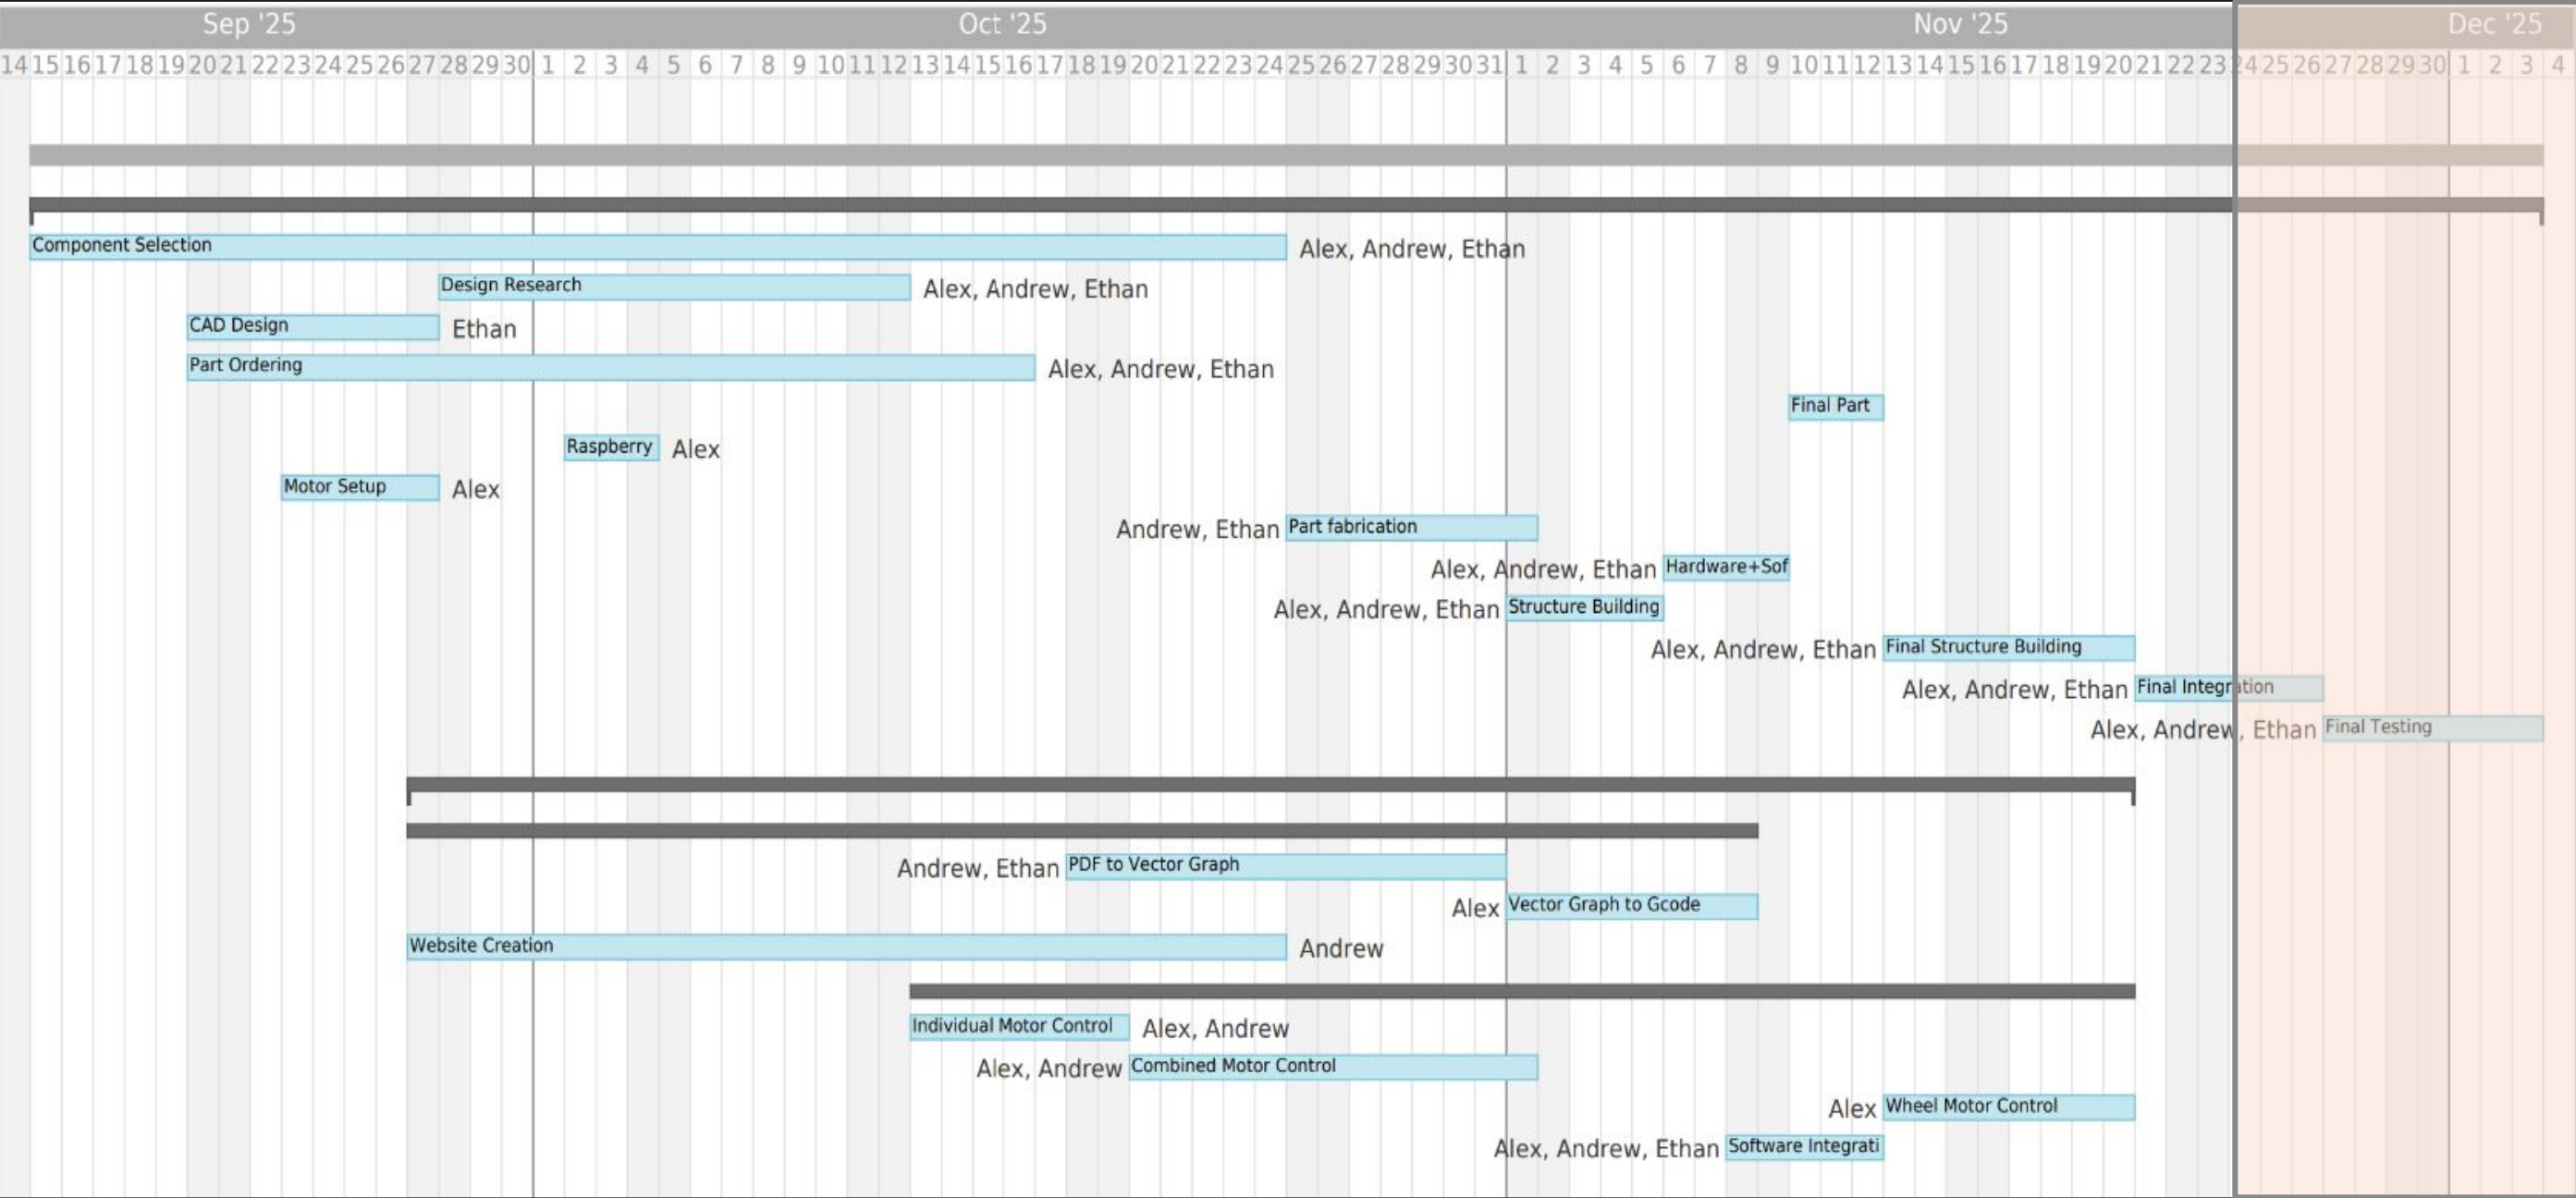 Sep '25 Oct '25 Nov '25 Dec '25
14 15 16 17 18 19 20 21 22 23 24 25 26 27 28 29 30 1 2 3 4 5 6 7 8 9 10 11 12 13 14 15 16 17 18 19 20 21 22 23 24 25 26 27 28 29 30 31 1 2 3 4 5 6 7 8 9 10 11 12 13 14 15 16 17 18 19 20 21 22 23 24 25 26 27 28 29 30 1 2 3 4
Component Selection Alex, Andrew, Ethan
Design Research Alex, Andrew, Ethan
CAD Design Ethan
Part Ordering Alex, Andrew, Ethan
Final Part
Raspberry Alex
Motor Setup Alex
Andrew, Ethan Part fabrication
Alex, Andrew, Ethan Hardware+Sof
Alex, Andrew, Ethan Structure Building
Alex, Andrew, Ethan Final Structure Building
Alex, Andrew, Ethan Final Integration
Alex, Andrew, Ethan Final Testing
Andrew, Ethan PDF to Vector Graph
Alex Vector Graph to Gcode
Website Creation Andrew
Individual Motor Control Alex, Andrew
Alex, Andrew Combined Motor Control
Alex Wheel Motor Control
Alex, Andrew, Ethan Software Integrati